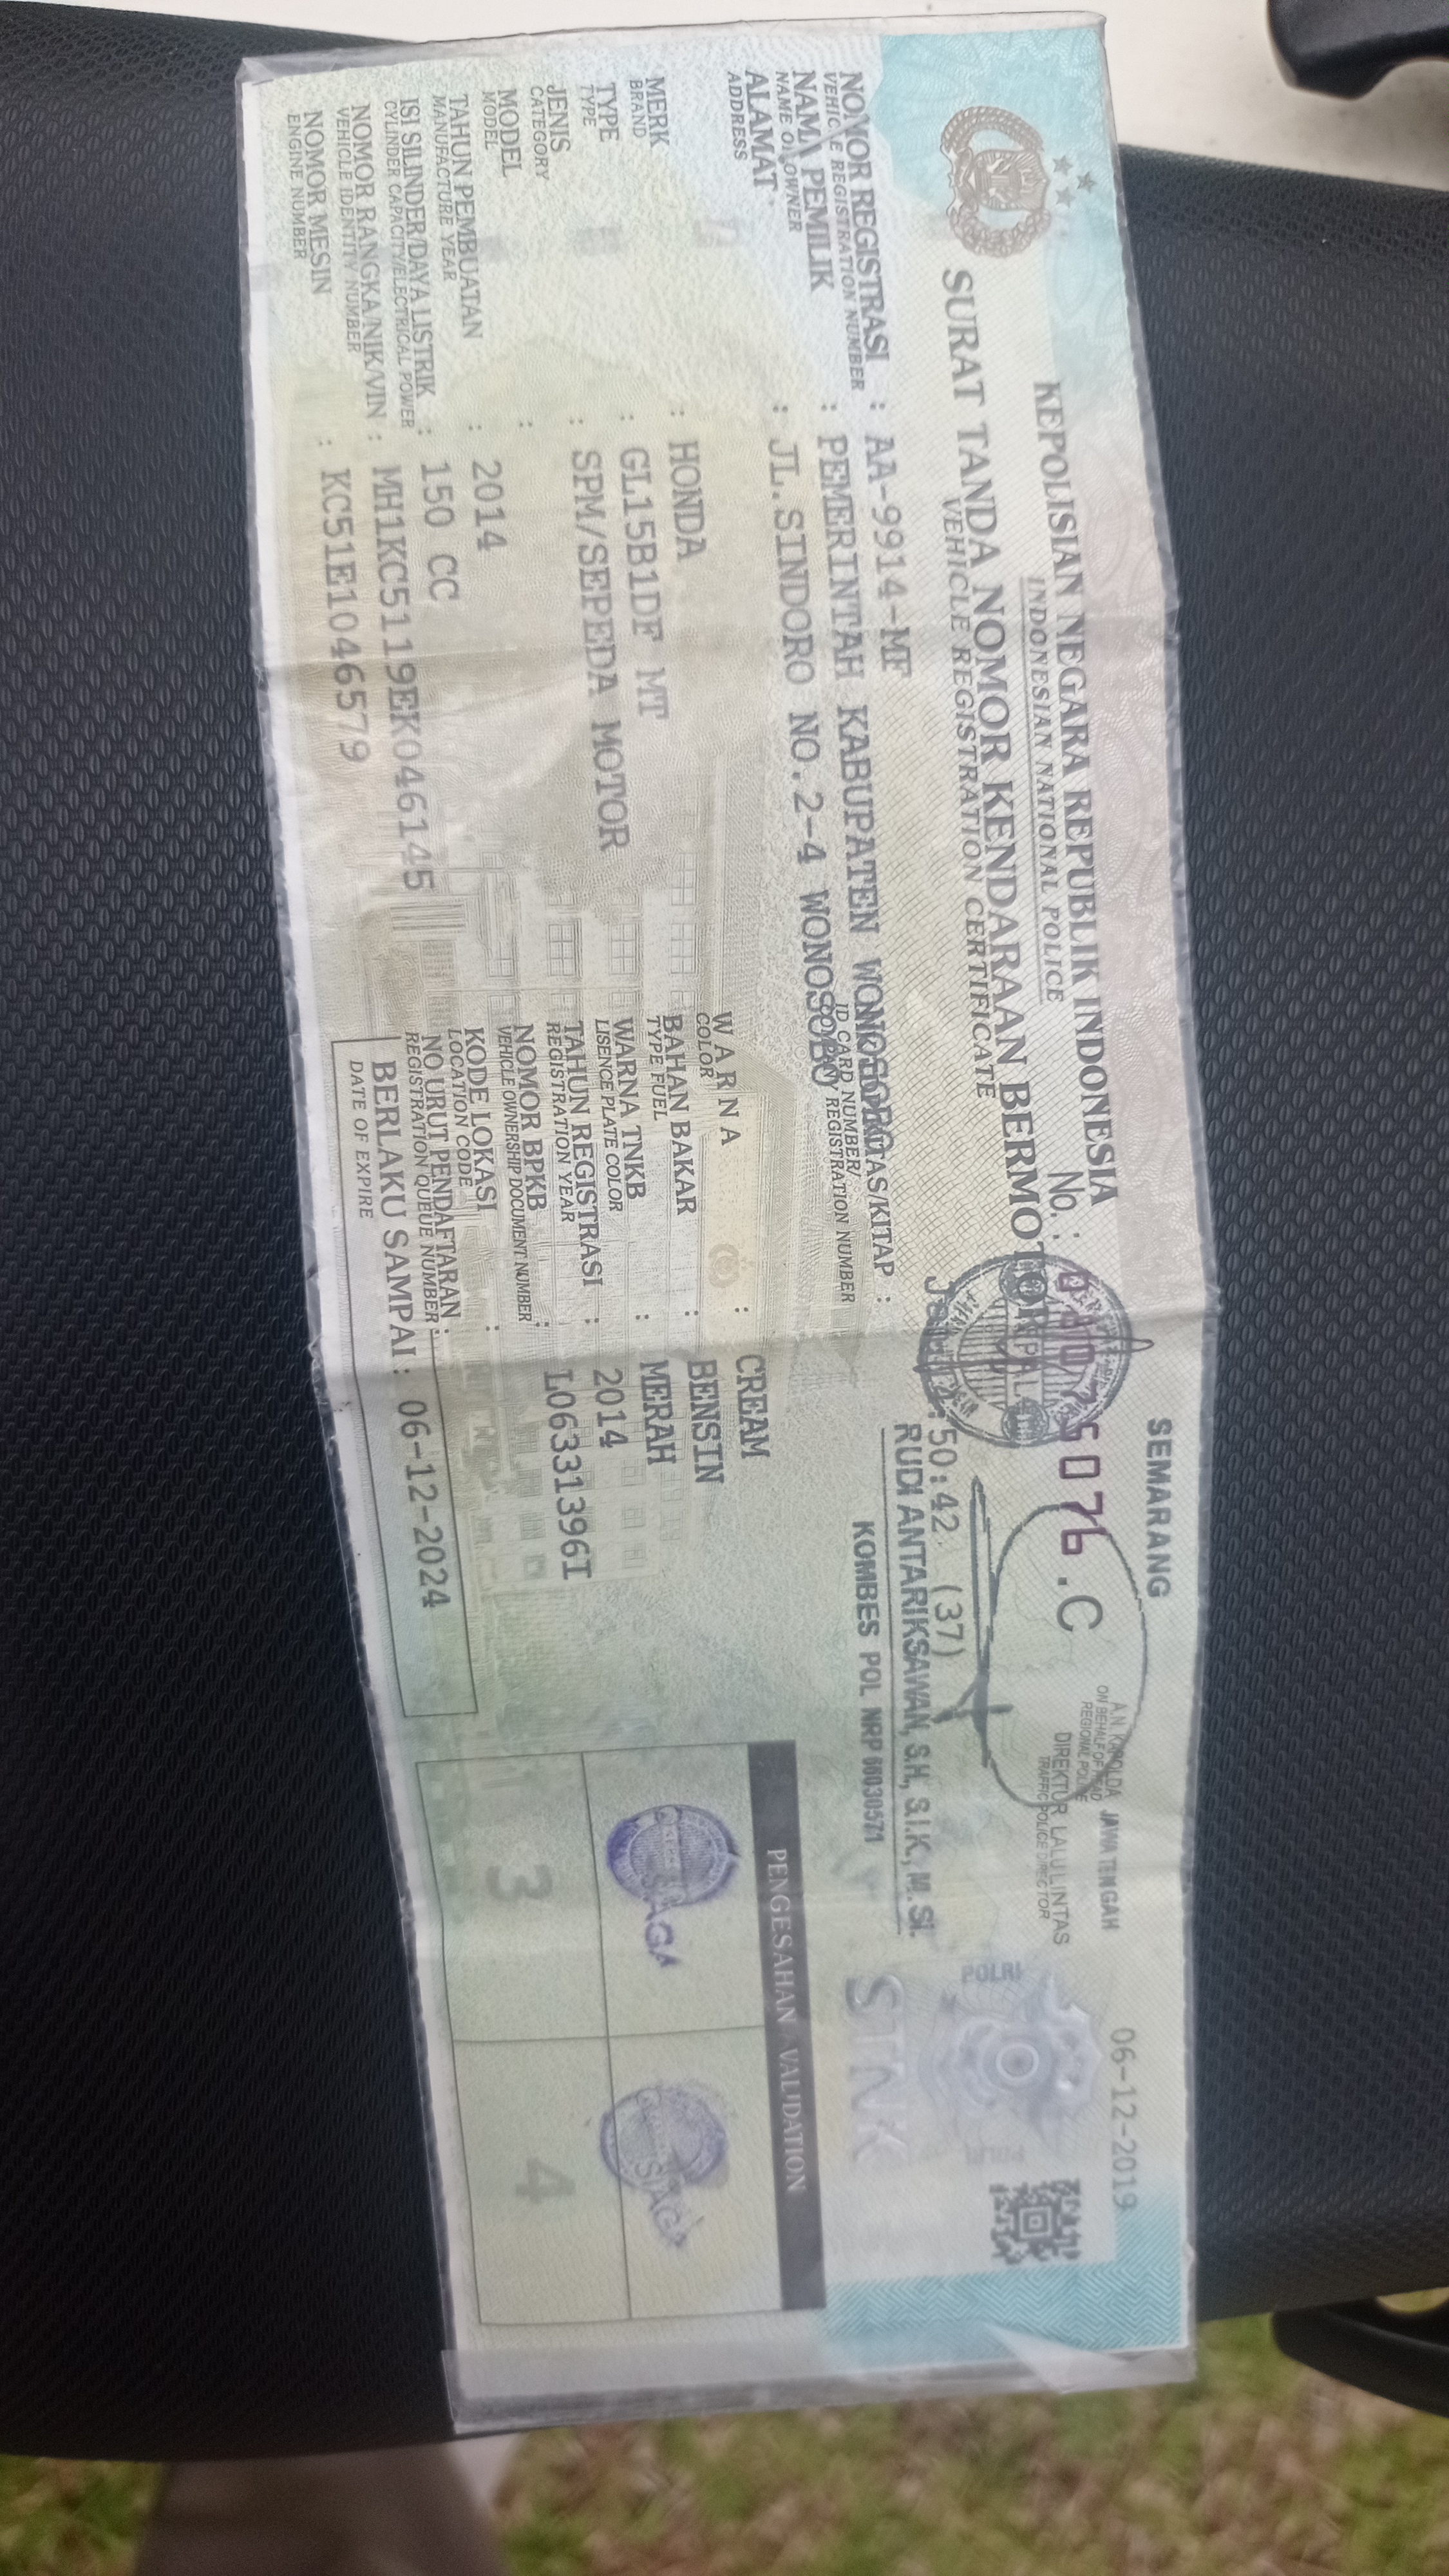 KEPOLISIAN NEGARA REPUBLIK INDONESIA
INDONESIAN NATIONAL POLICE
SURAT TANDA NOMOR KENDARAAN BERMOTOR
VEHICLE REGISTRATION CERTIFICATE
No. : .C
NOMOR REGISTRASI : AA-9914-MF
VEHICLE REGISTRATION NUMBER
NAMA PEMILIK : PEMERINTAH KABUPATEN WONOSOBO
NAME OF OWNER
ID CARD NUMBER/
REGISTRATION NUMBER
ALAMAT : JL.SINDORO NO.2-4 WONOSOBO
ADDRESS
MERK : HONDA
BRAND
TYPE : GL15B1DF MT
TYPE
JENIS : SPM/SEPEDA MOTOR
CATEGORY
MODEL :
MODEL
TAHUN PEMBUATAN : 2014
MANUFACTURE YEAR
ISI SILINDER/DAYA LISTRIK : 150 CC
CYLINDER CAPACITY/ELECTRICAL POWER
NOMOR RANGKA/NIK/VIN : MH1KC5119EK046145
VEHICLE IDENTITY NUMBER
NOMOR MESIN : KC51E1046579
ENGINE NUMBER
WARNA : CREAM
COLOR
BAHAN BAKAR : BENSIN
TYPE FUEL
WARNA TNKB : MERAH
LISENCE PLATE COLOR
TAHUN REGISTRASI : 2014
REGISTRATION YEAR
NOMOR BPKB : L06331396I
VEHICLE OWNERSHIP DOCUMENT NUMBER
KODE LOKASI :
LOCATION CODE
NO URUT PENDAFTARAN :
REGISTRATION QUEUE NUMBER
BERLAKU SAMPAI : 06-12-2024
DATE OF EXPIRE
SEMARANG 06-12-2019
A.N. KAPOLDA JAWA TENGAH
ON BEHALF OF HEAD
REGIONAL POLICE
DIREKTUR LALU LINTAS
TRAFFIC POLICE DIRECTOR
:50:42 (37)
RUDI ANTARIKSAWAN, S.H., S.I.K., M.Si.
KOMBES POL NRP 66030571
POLRI
STNK
PENGESAHAN / VALIDATION
3
4